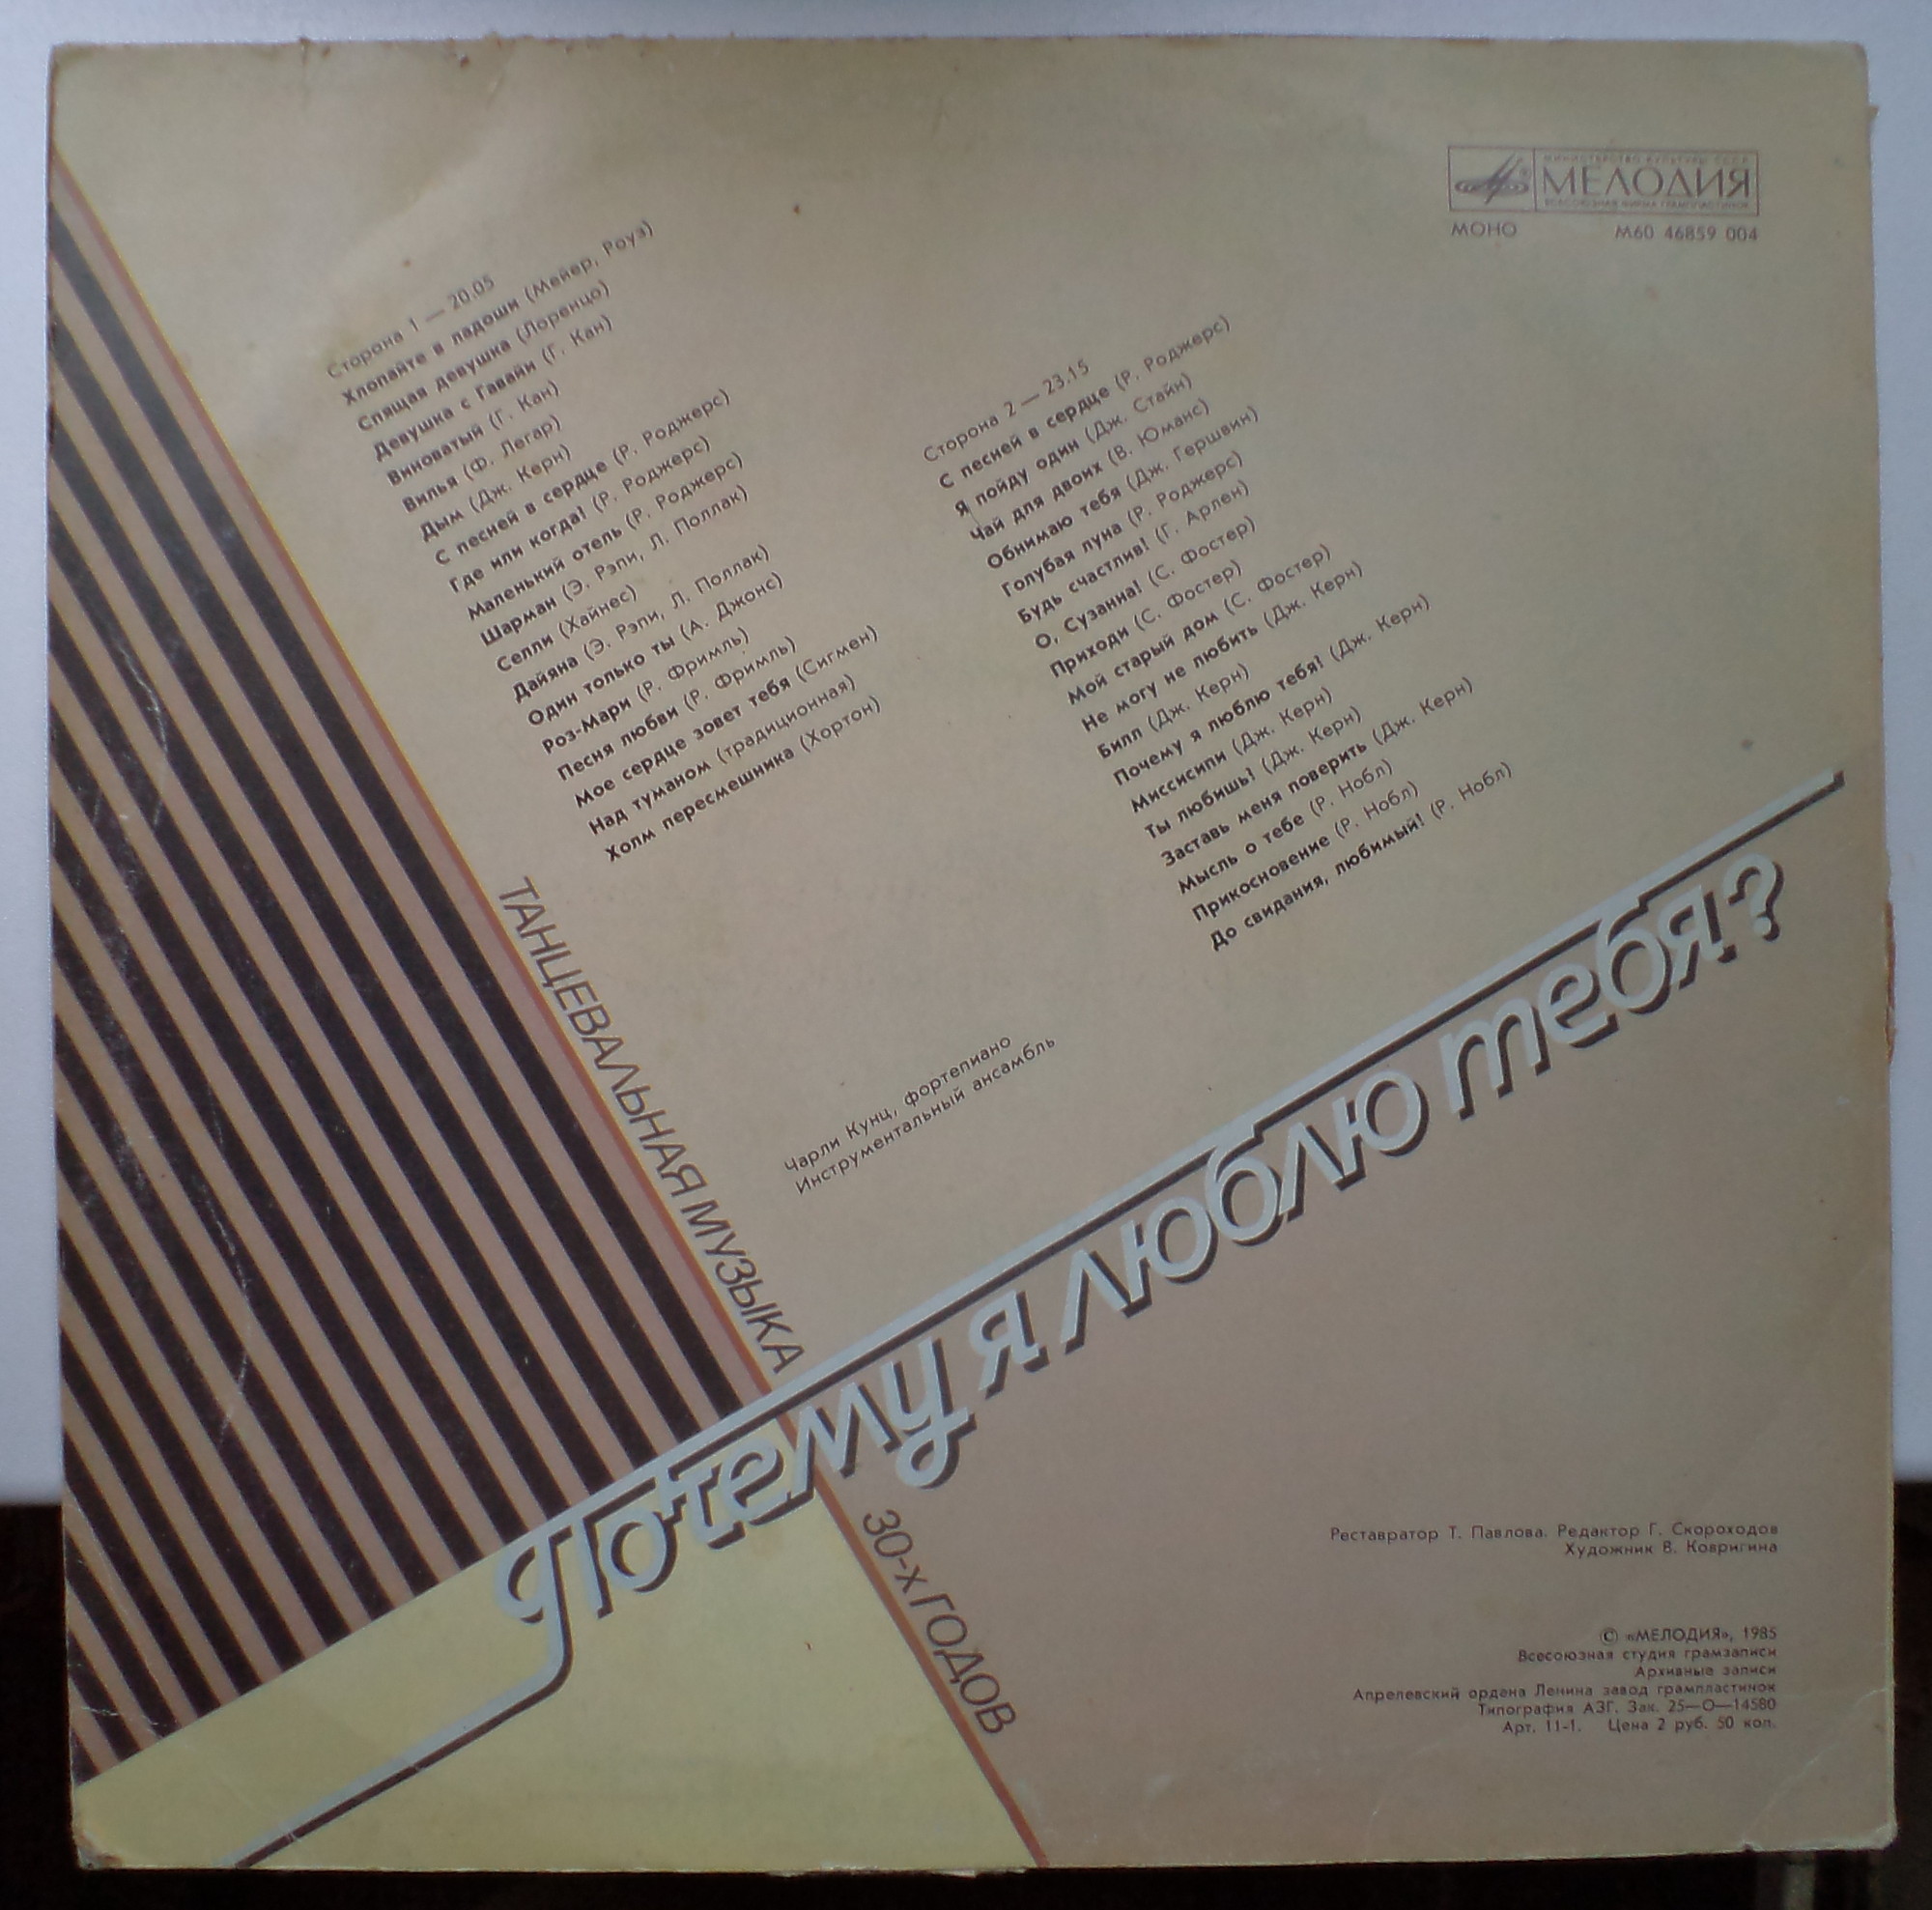 МИНИСТЕРСТВО КУЛЬТУРЫ СССР
МЕЛОДИЯ
ВСЕСОЮЗНАЯ ФИРМА ГРАМПЛАСТИНОК
МОНО М60 46859 004
Сторона 1 — 20.05
Хлопайте в ладоши (Мейер, Роуз)
Спящая девушка (Лоренцо)
Девушка с Гавайи (Г. Кан)
Виноватый (Г. Кан)
Вилья (Ф. Легар)
Дым (Дж. Керн)
С песней в сердце (Р. Роджерс)
Где или когда! (Р. Роджерс)
Маленький отель (Р. Роджерс)
Шарман (Э. Рэпи, Л. Поллак)
Селли (Хайнес)
Дайяна (Э. Рэпи, Л. Поллак)
Один только ты (А. Джонс)
Роз-Мари (Р. Фримль)
Песня любви (Р. Фримль)
Мое сердце зовет тебя (Сигмен)
Над туманом (традиционная)
Холм пересмешника (Хортон)
Сторона 2 — 23.15
С песней в сердце (Р. Роджерс)
Я пойду один (Дж. Стайн)
Чай для двоих (В. Юманс)
Обнимаю тебя (Дж. Гершвин)
Голубая луна (Р. Роджерс)
Будь счастлив! (Г. Арлен)
О, Сузанна! (С. Фостер)
Приходи (С. Фостер)
Мой старый дом (С. Фостер)
Не могу не любить (Дж. Керн)
Билл (Дж. Керн)
Почему я люблю тебя! (Дж. Керн)
Миссисипи (Дж. Керн)
Ты любишь! (Дж. Керн)
Заставь меня поверить (Дж. Керн)
Мысль о тебе (Р. Нобл)
Прикосновение (Р. Нобл)
До свидания, любимый! (Р. Нобл)
Чарли Кунц, фортепиано
Инструментальный ансамбль
ТАНЦЕВАЛЬНАЯ МУЗЫКА
30-х ГОДОВ
Почему я люблю тебя?
Реставратор Т. Павлова. Редактор Г. Скороходов
Художник В. Ковригина
© «МЕЛОДИЯ», 1985
Всесоюзная студия грамзаписи
Архивные записи
Апрелевский ордена Ленина завод грампластинок
Типография АЗГ. Зак. 25—О—14580
Арт. 11-1. Цена 2 руб. 50 коп.